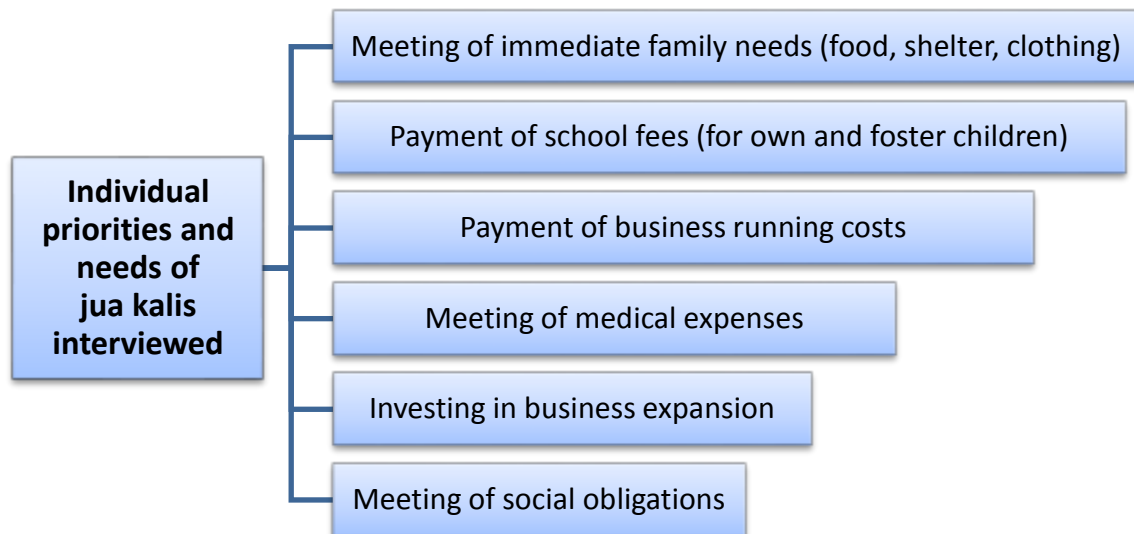 Individual
priorities and
needs of
jua kalis
interviewed
Meeting of immediate family needs (food, shelter, clothing)
Payment of school fees (for own and foster children)
Payment of business running costs
Meeting of medical expenses
Investing in business expansion
Meeting of social obligations